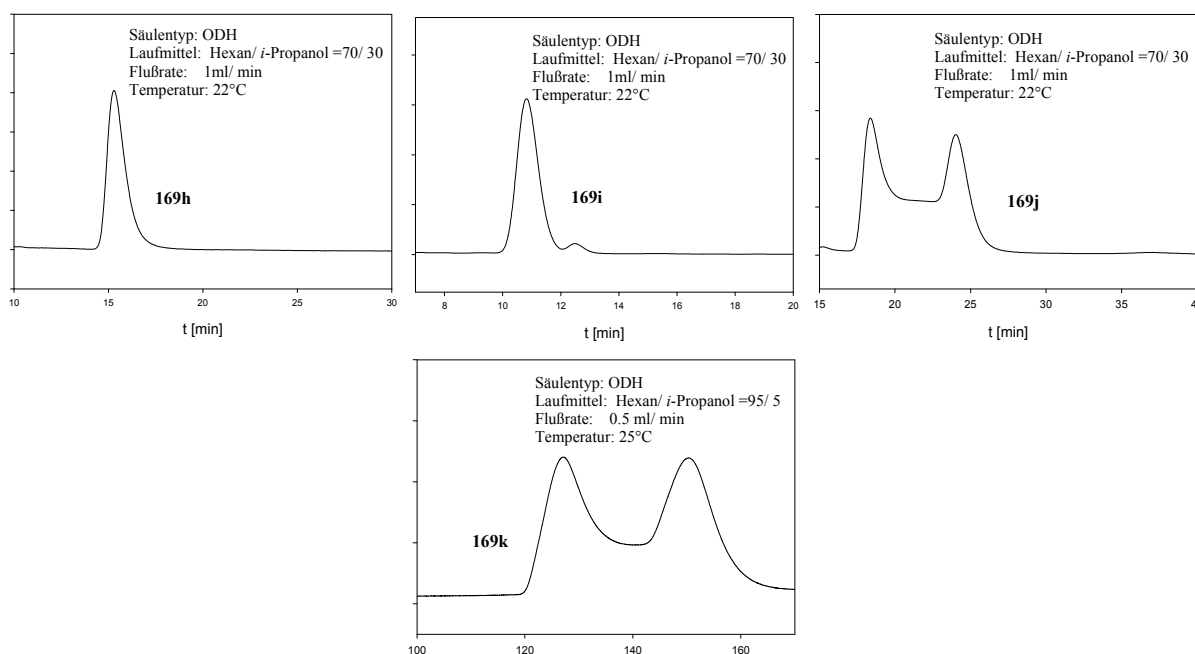 Säulentyp: ODH
Laufmittel: Hexan/ i-Propanol =70/ 30
Flußrate: 1ml/ min
Temperatur: 22°C
169h
10 15 20 25 30
t [min]
Säulentyp: ODH
Laufmittel: Hexan/ i-Propanol =70/ 30
Flußrate: 1ml/ min
Temperatur: 22°C
169i
8 10 12 14 16 18 20
t [min]
Säulentyp: ODH
Laufmittel: Hexan/ i-Propanol =70/ 30
Flußrate: 1ml/ min
Temperatur: 22°C
169j
15 20 25 30 35 40
t [min]
Säulentyp: ODH
Laufmittel: Hexan/ i-Propanol =95/ 5
Flußrate: 0.5 ml/ min
Temperatur: 25°C
169k
100 120 140 160